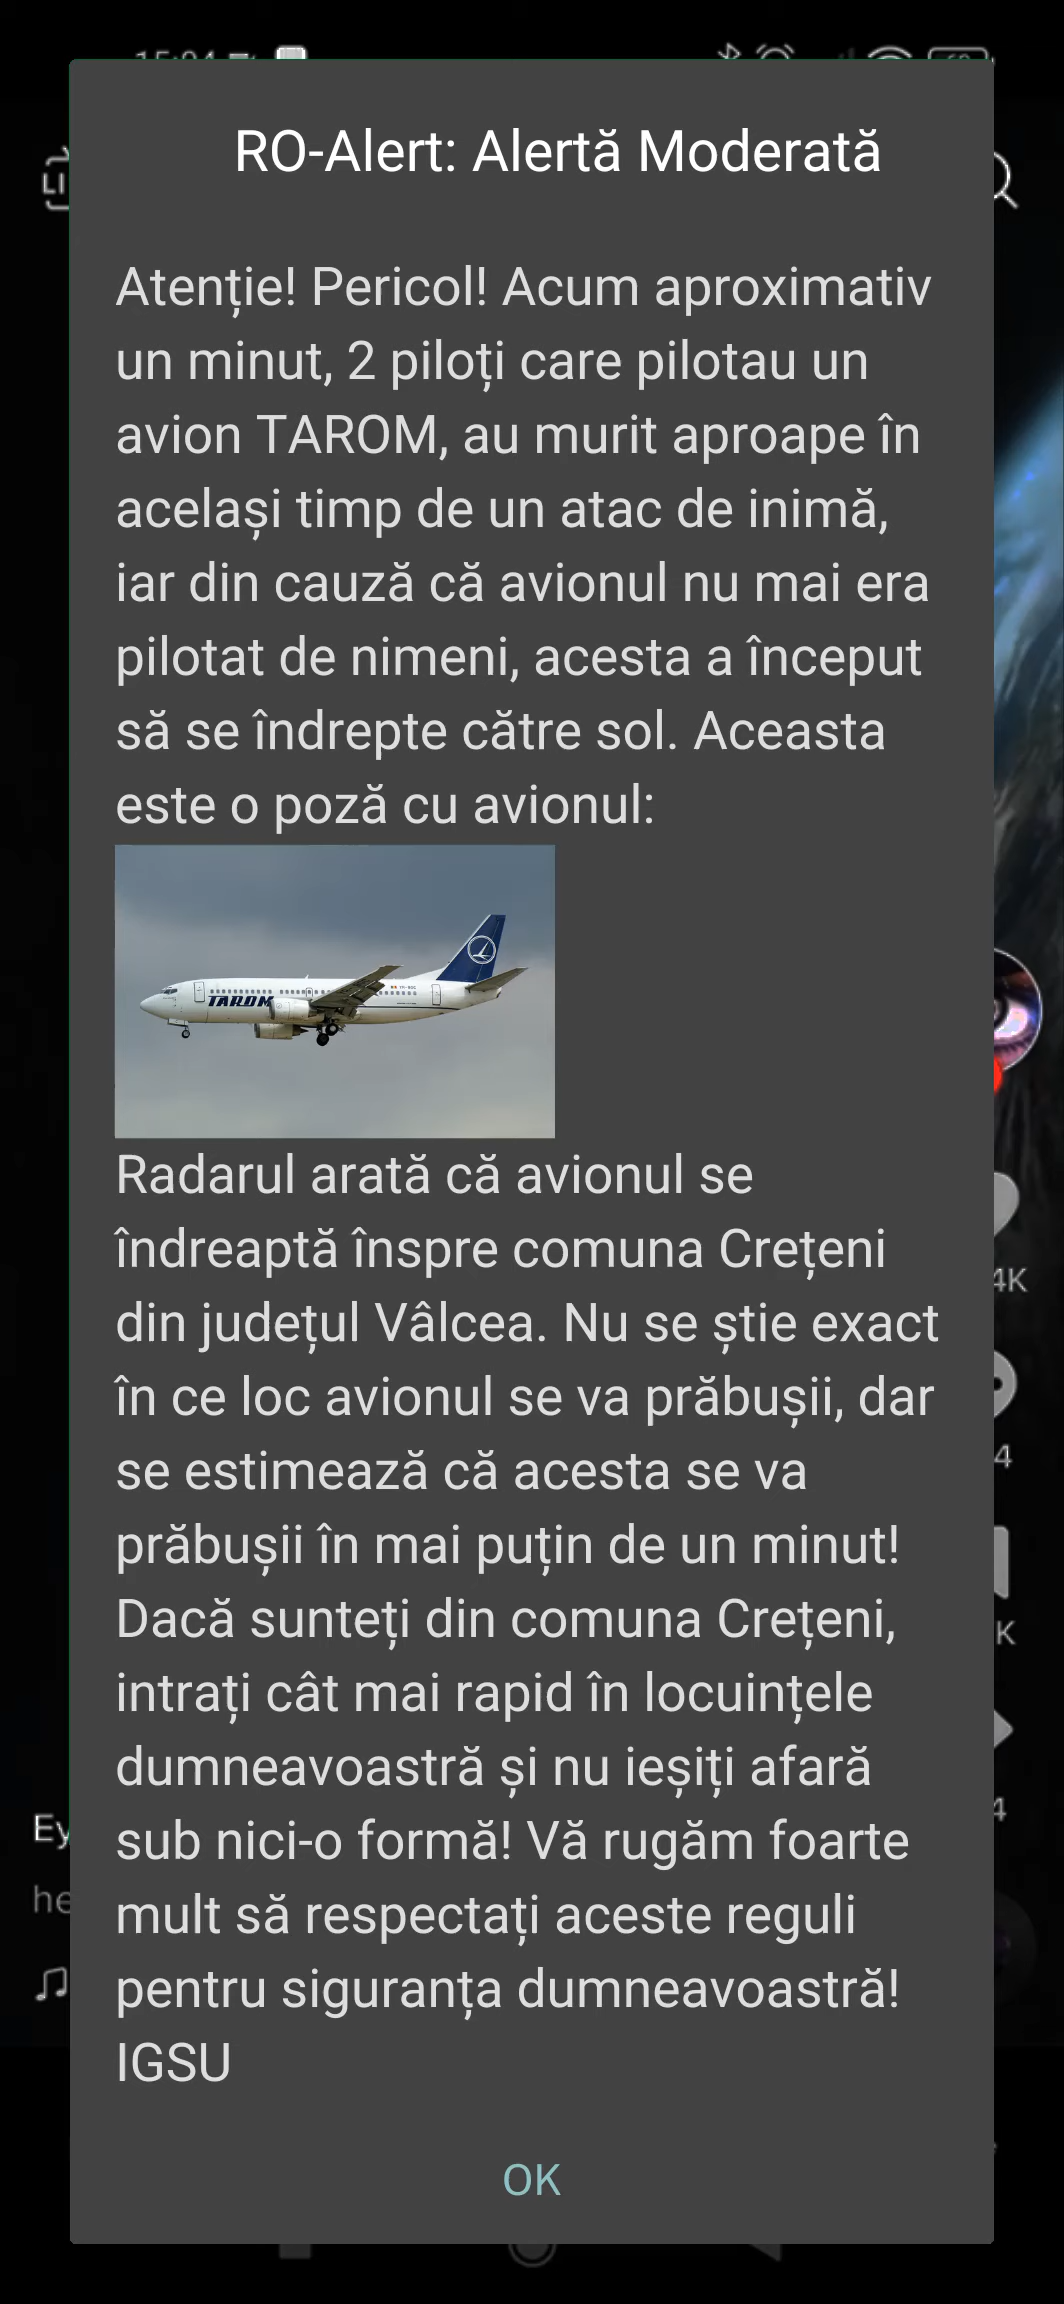 RO-Alert: Alertă Moderată
Atenție! Pericol! Acum aproximativ
un minut, 2 piloți care pilotau un
avion TAROM, au murit aproape în
același timp de un atac de inimă,
iar din cauză că avionul nu mai era
pilotat de nimeni, acesta a început
să se îndrepte către sol. Aceasta
este o poză cu avionul:
TAROM
Radarul arată că avionul se
îndreaptă înspre comuna Crețeni
din județul Vâlcea. Nu se știe exact
în ce loc avionul se va prăbușii, dar
se estimează că acesta se va
prăbușii în mai puțin de un minut!
Dacă sunteți din comuna Crețeni,
intrați cât mai rapid în locuințele
dumneavoastră și nu ieșiți afară
sub nici-o formă! Vă rugăm foarte
mult să respectați aceste reguli
pentru siguranța dumneavoastră!
IGSU
OK
4K
4
K
4
Ey
he